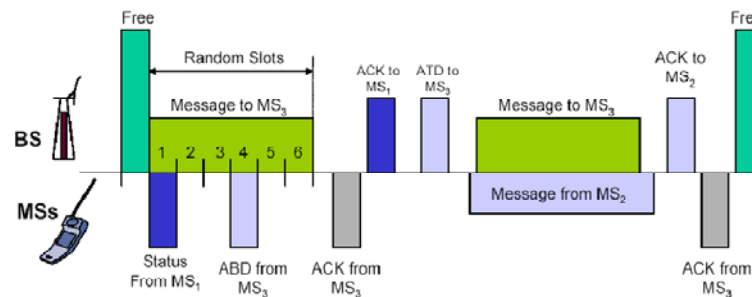 Free
Free
Random Slots
ACK to
MS1
ATD to
MS3
ACK to
MS2
Message to MS3
Message to MS3
BS
1 2 3 4 5 6
MSs
Message from MS2
Status
From MS1
ABD from
MS3
ACK from
MS3
ACK from
MS3